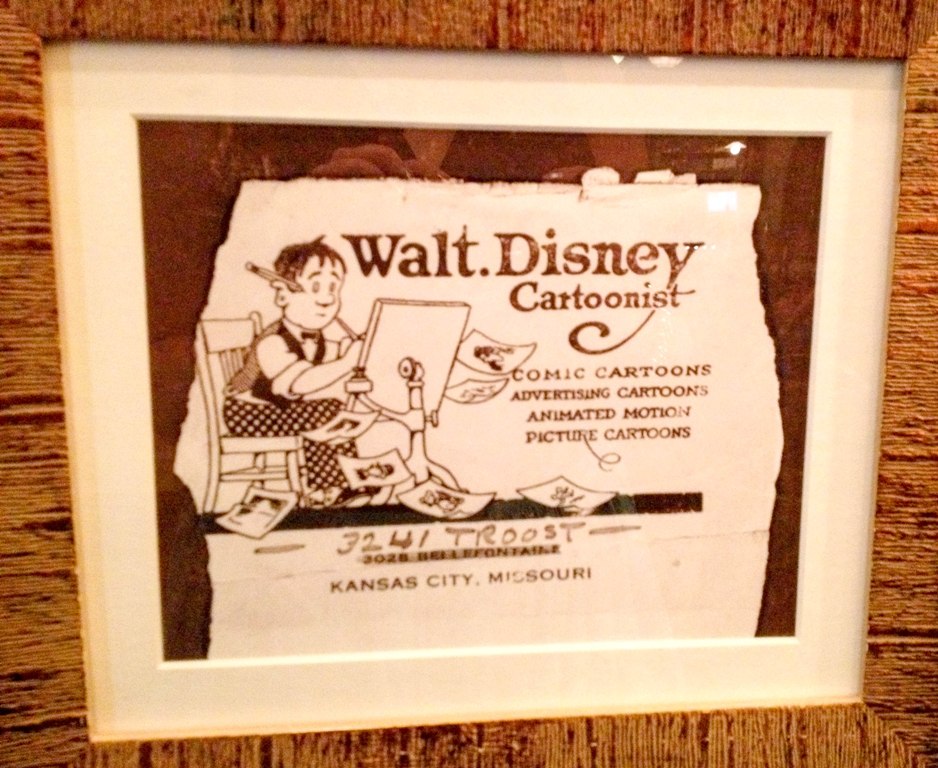 Walt. Disney
Cartoonist
COMIC CARTOONS
ADVERTISING CARTOONS
ANIMATED MOTION
PICTURE CARTOONS
3241 TROOST
3028 BELLEFONTAINE
KANSAS CITY, MISSOURI